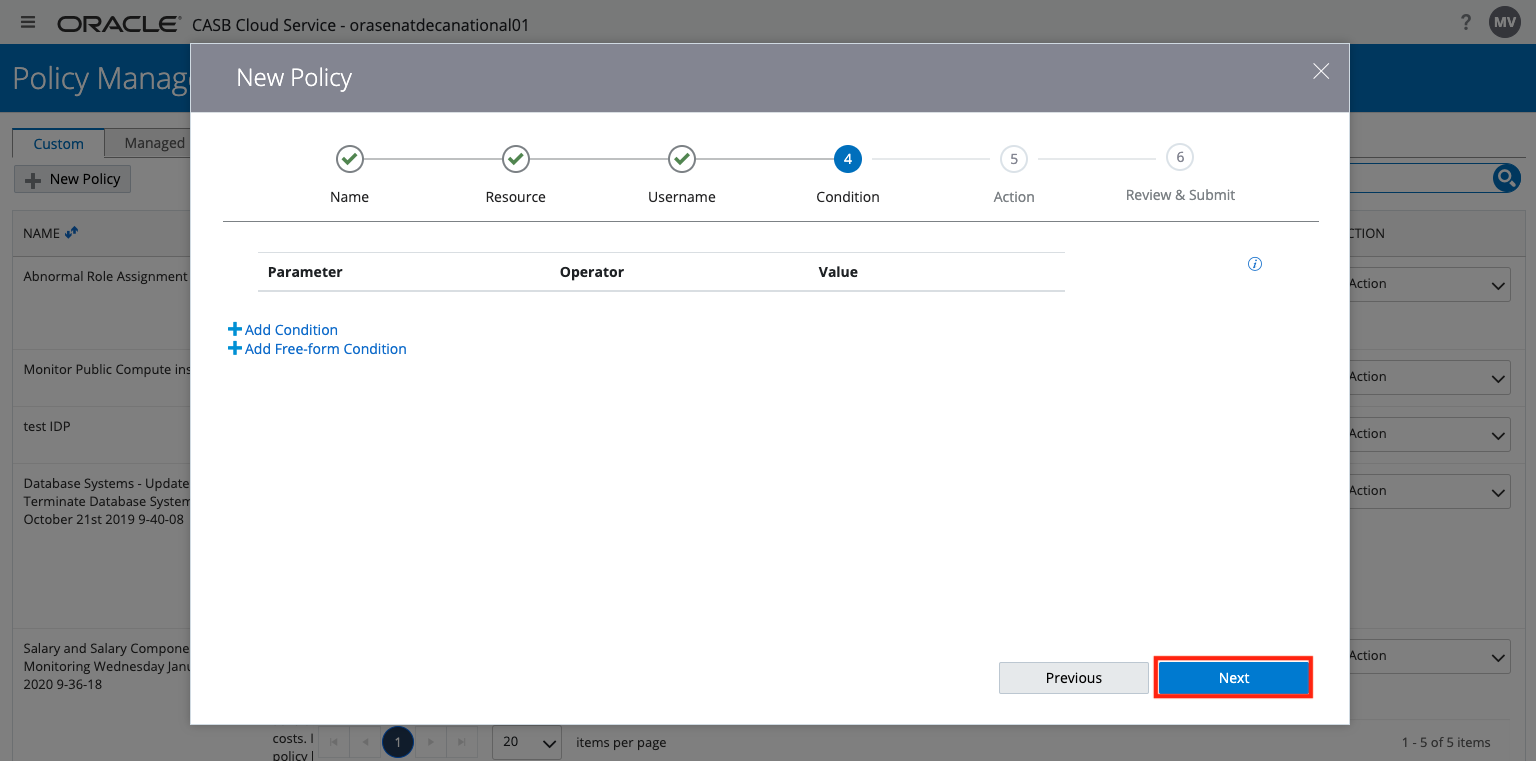 ORACLE CASB Cloud Service - orasenatdecanational01
? MV
Policy Manag
New Policy
Custom
Managed
New Policy
4
5
6
Name
Resource
Username
Condition
Action
Review & Submit
NAME
CTION
Parameter
Operator
Value
Add Condition
Add Free-form Condition
Abnormal Role Assignment
Action
Monitor Public Compute ins
Action
test IDP
Action
Database Systems - Update
Terminate Database System
October 21st 2019 9-40-08
Action
Salary and Salary Compone
Monitoring Wednesday Janu
2020 9-36-18
Action
Previous
Next
costs. I
policy
1
20
items per page
1 - 5 of 5 items